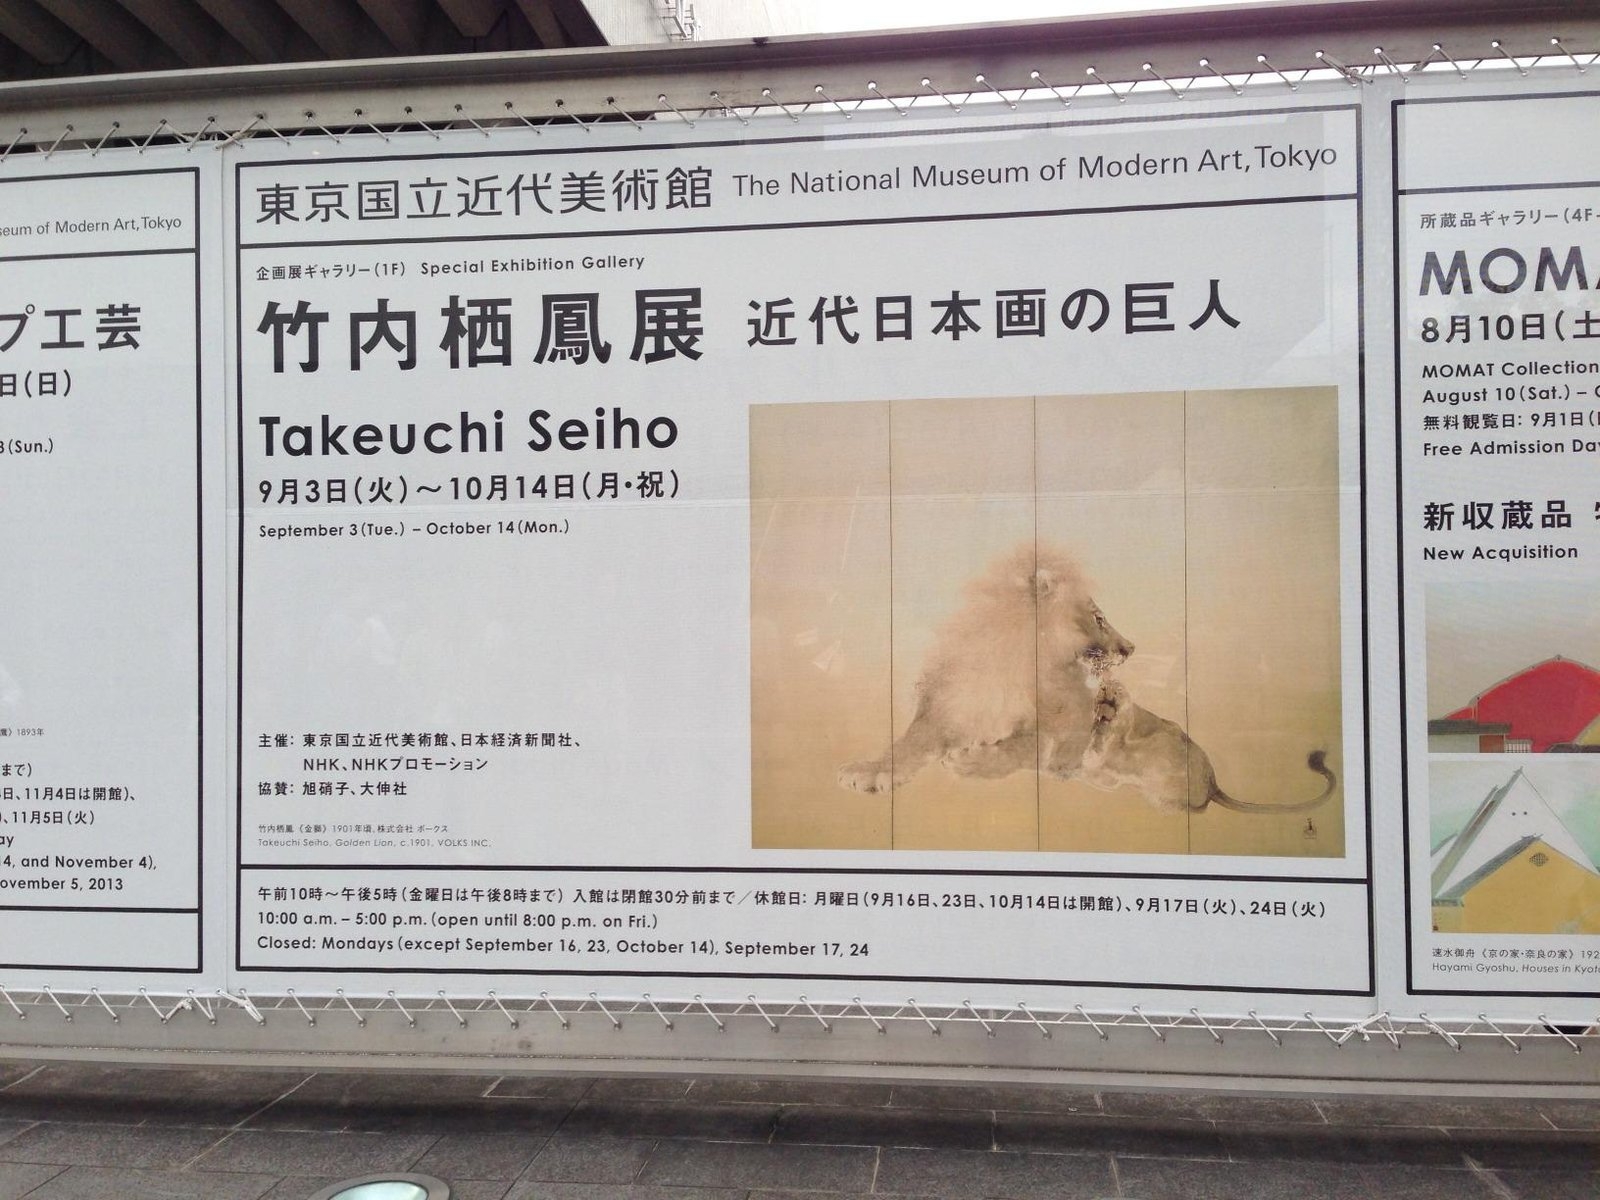 seum of Modern Art, Tokyo
プ工芸
日(日)
3(Sun.)
1893年
まで)
日、11月4日は開館)、
、11月5日(火)
ay
14, and November 4),
ovember 5, 2013
東京国立近代美術館 The National Museum of Modern Art, Tokyo
企画展ギャラリー(1F) Special Exhibition Gallery
竹内栖鳳展 近代日本画の巨人
Takeuchi Seiho
9月3日(火)〜10月14日(月・祝)
September 3(Tue.) – October 14(Mon.)
主催: 東京国立近代美術館、日本経済新聞社、
NHK、NHKプロモーション
協賛: 旭硝子、大伸社
竹内栖鳳《金獅》1901年頃、株式会社 ボークス
Takeuchi Seiho, Golden Lion, c.1901, VOLKS INC.
午前10時〜午後5時(金曜日は午後8時まで) 入館は閉館30分前まで/休館日: 月曜日(9月16日、23日、10月14日は開館)、9月17日(火)、24日(火)
10:00 a.m. – 5:00 p.m. (open until 8:00 p.m. on Fri.)
Closed: Mondays (except September 16, 23, October 14), September 17, 24
所蔵品ギャラリー(4F-
MOMA
8月10日(土
MOMAT Collection
August 10(Sat.) –
無料観覧日: 9月1日(
Free Admission Day
新収蔵品
New Acquisition
速水御舟《京の家・奈良の家》192
Hayami Gyoshu, Houses in Kyoto